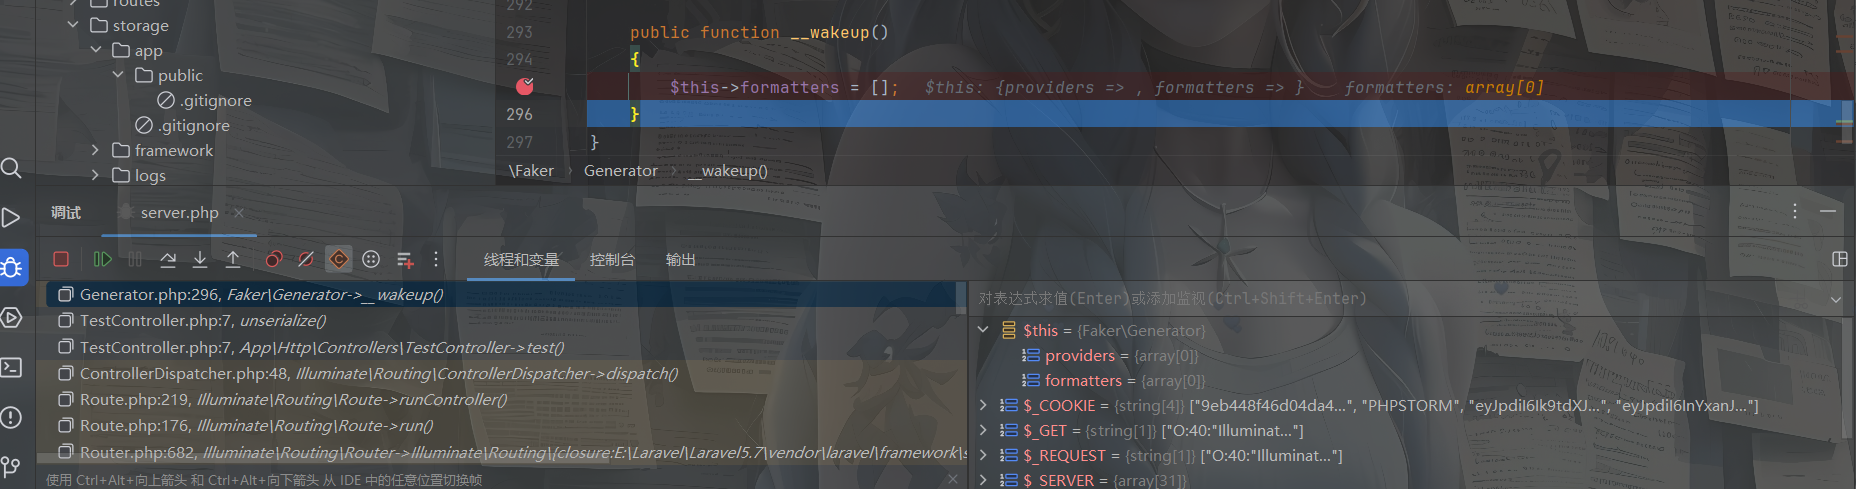 routes
storage
app
public
.gitignore
.gitignore
framework
logs
292
293 public function __wakeup()
294 {
$this->formatters = []; $this: {providers => , formatters => } formatters: array[0]
296 }
297 }
\Faker › Generator › __wakeup()
调试 server.php
线程和变量 控制台 输出
Generator.php:296, Faker\Generator->__wakeup()
TestController.php:7, unserialize()
TestController.php:7, App\Http\Controllers\TestController->test()
ControllerDispatcher.php:48, Illuminate\Routing\ControllerDispatcher->dispatch()
Route.php:219, Illuminate\Routing\Route->runController()
Route.php:176, Illuminate\Routing\Route->run()
Router.php:682, Illuminate\Routing\Router->Illuminate\Routing\{closure:E:\Laravel\Laravel5.7\vendor\laravel\framework\s
使用 Ctrl+Alt+向上箭头 和 Ctrl+Alt+向下箭头 从 IDE 中的任意位置切换帧
对表达式求值(Enter)或添加监视(Ctrl+Shift+Enter)
$this = {Faker\Generator}
providers = {array[0]}
formatters = {array[0]}
$_COOKIE = {string[4]} ["9eb448f46d04da4...", "PHPSTORM", "eyJpdiI6Ik9tdXJ...", "eyJpdiI6InYxanJ..."]
$_GET = {string[1]} ["O:40:"Illuminat..."]
$_REQUEST = {string[1]} ["O:40:"Illuminat..."]
$_SERVER = {array[31]}